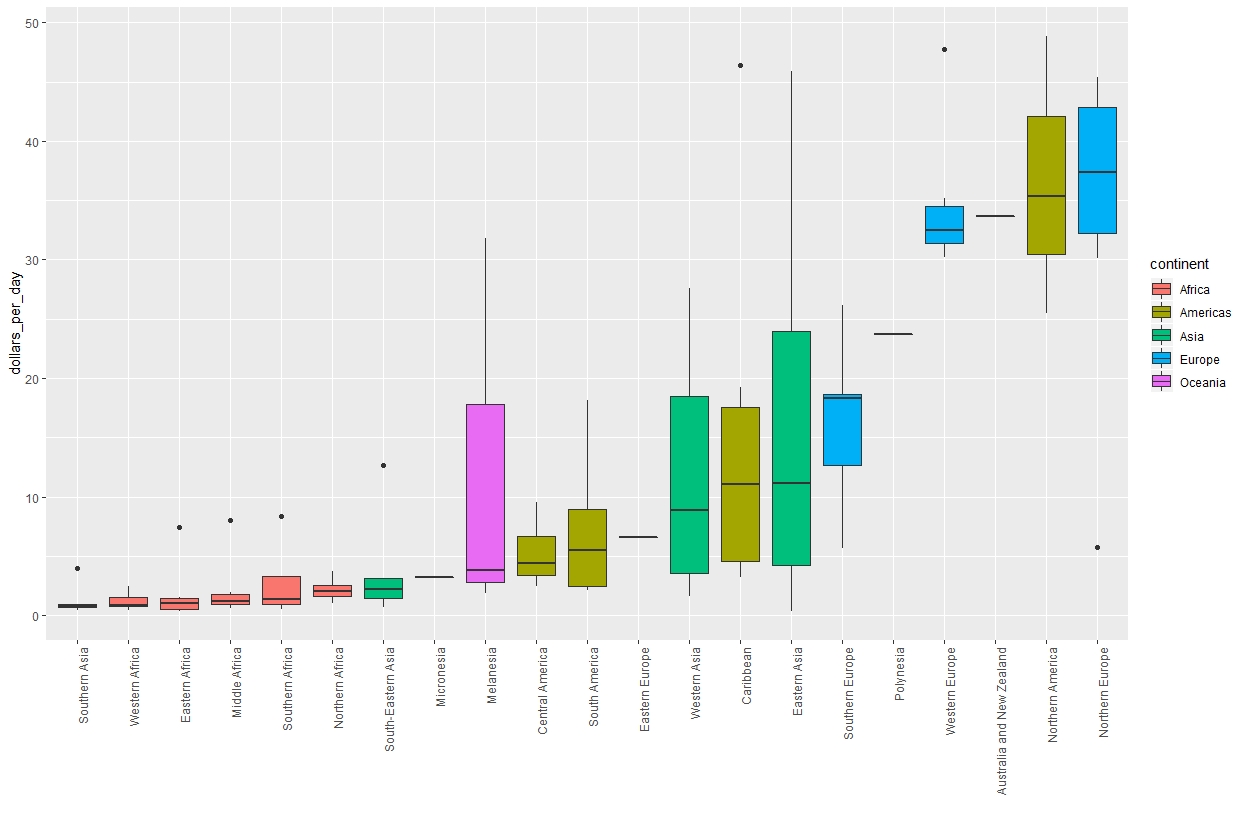 50
40
30
20
10
0
dollars_per_day
Southern Asia
Western Africa
Eastern Africa
Middle Africa
Southern Africa
Northern Africa
South-Eastern Asia
Micronesia
Melanesia
Central America
South America
Eastern Europe
Western Asia
Caribbean
Eastern Asia
Southern Europe
Polynesia
Western Europe
Australia and New Zealand
Northern America
Northern Europe
continent
Africa
Americas
Asia
Europe
Oceania